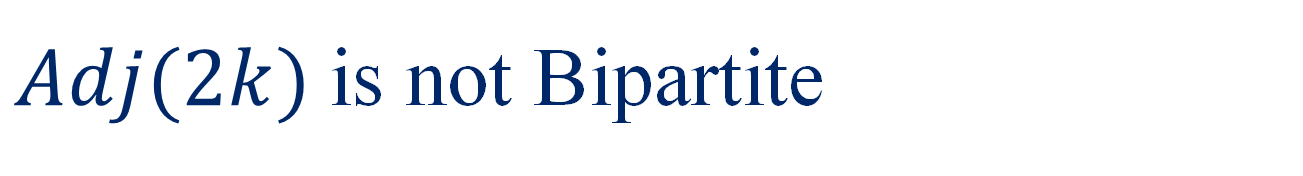 𝐴𝑑𝑗(2𝑘) is not Bipartite